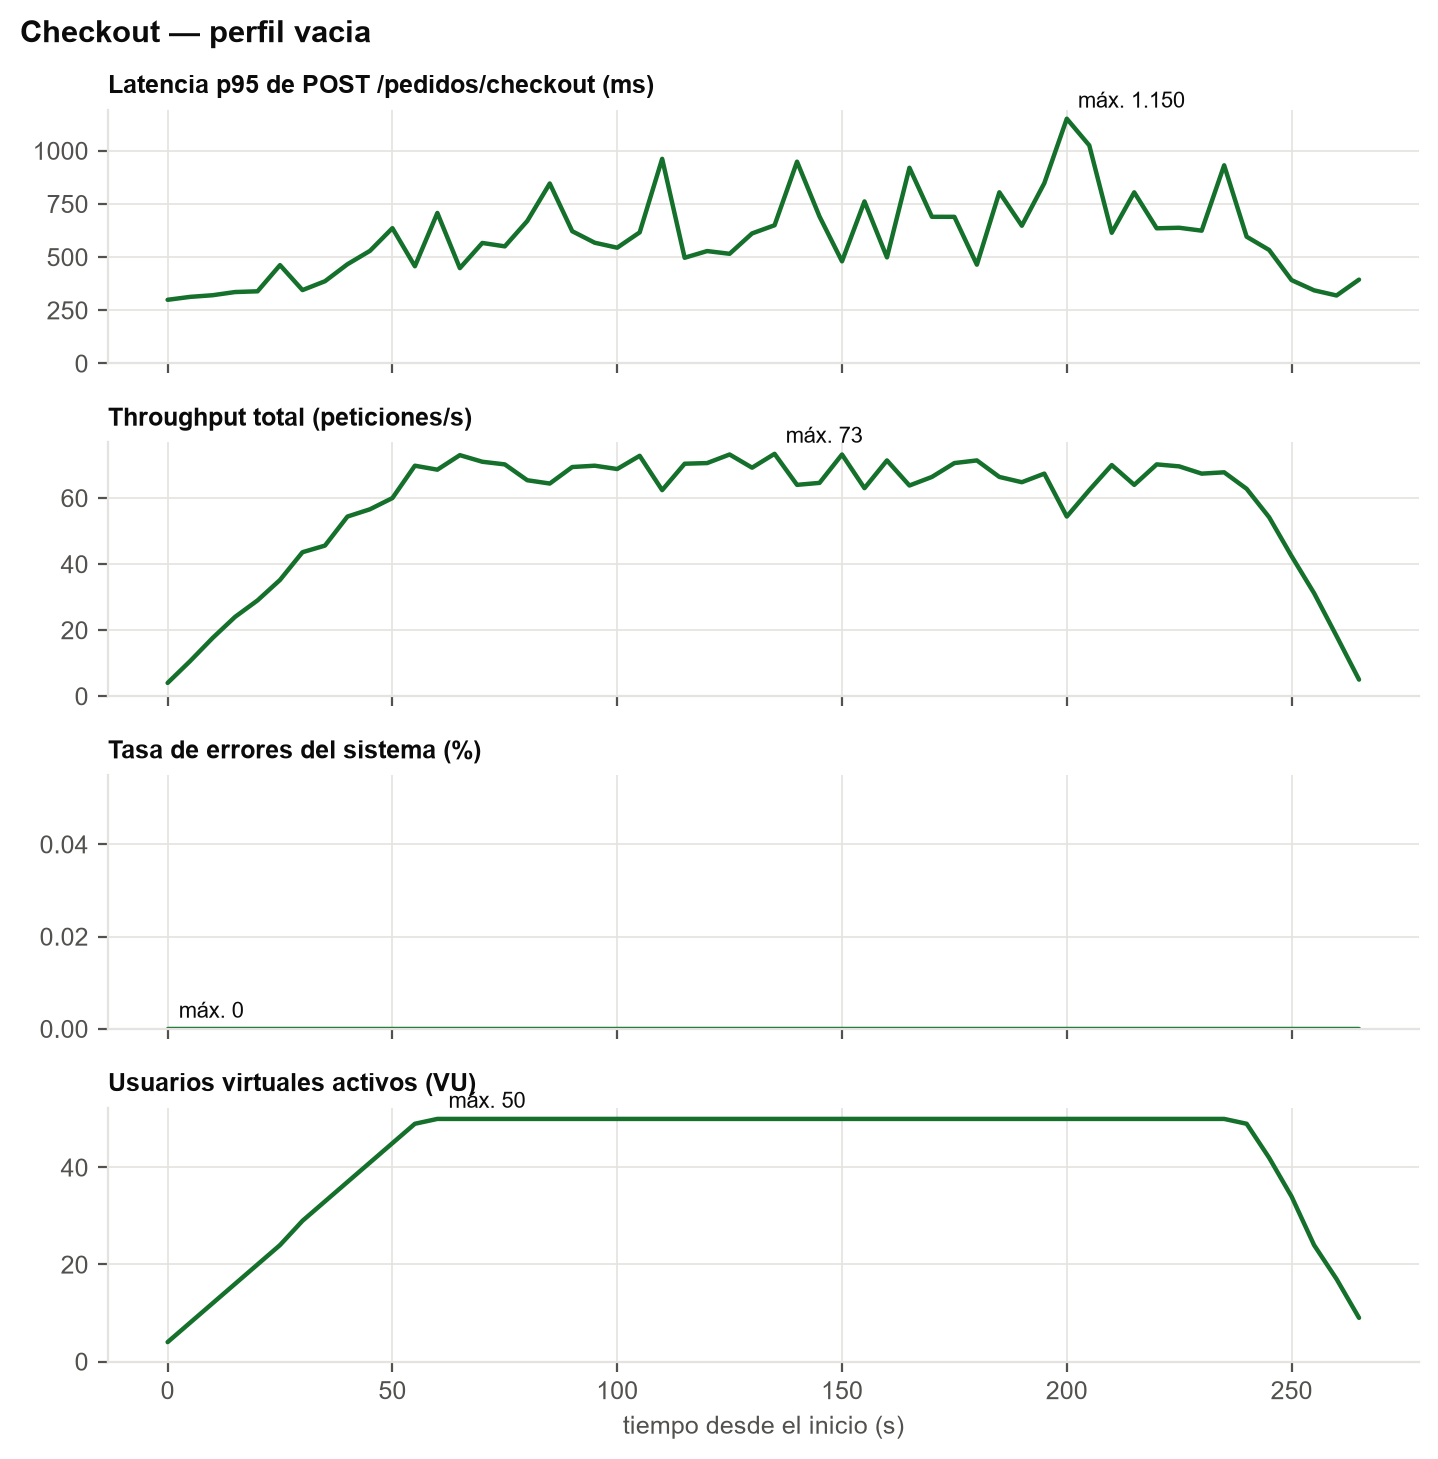 Checkout — perfil vacia
Latencia p95 de POST /pedidos/checkout (ms)
máx. 1.150
1000
750
500
250
0
Throughput total (peticiones/s)
máx. 73
60
40
20
0
Tasa de errores del sistema (%)
0.04
0.02
máx. 0
0.00
Usuarios virtuales activos (VU)
máx. 50
40
20
0
0 50 100 150 200 250
tiempo desde el inicio (s)